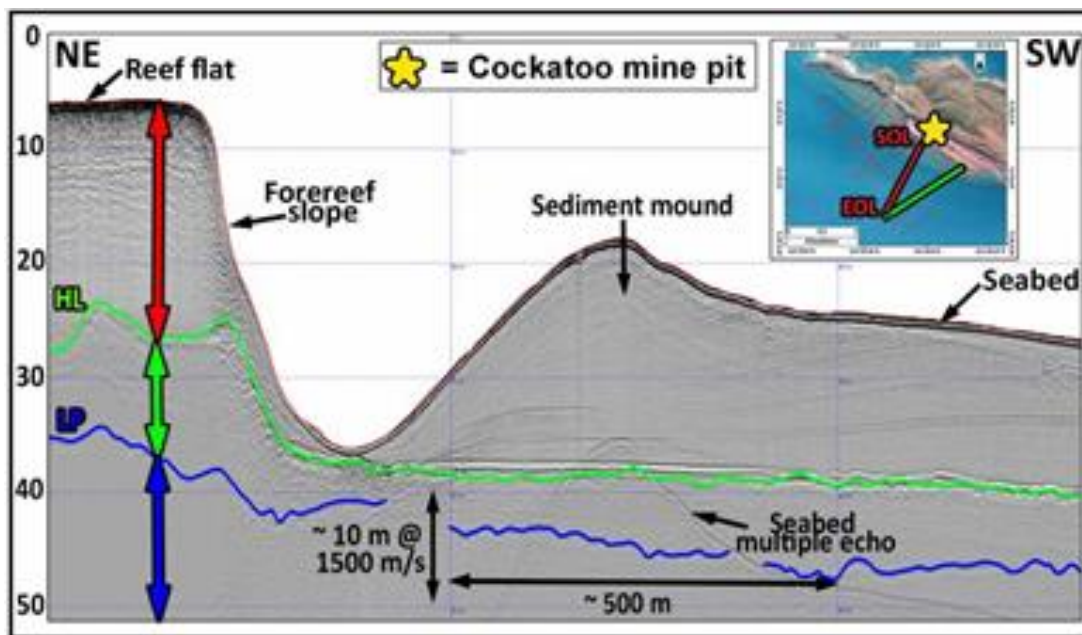 0
NE
Reef flat
= Cockatoo mine pit
SW
SOL
EOL
10
Forereef
slope
Sediment mound
20
Seabed
HL
30
LP
40
~ 10 m @
1500 m/s
Seabed
multiple echo
~ 500 m
50